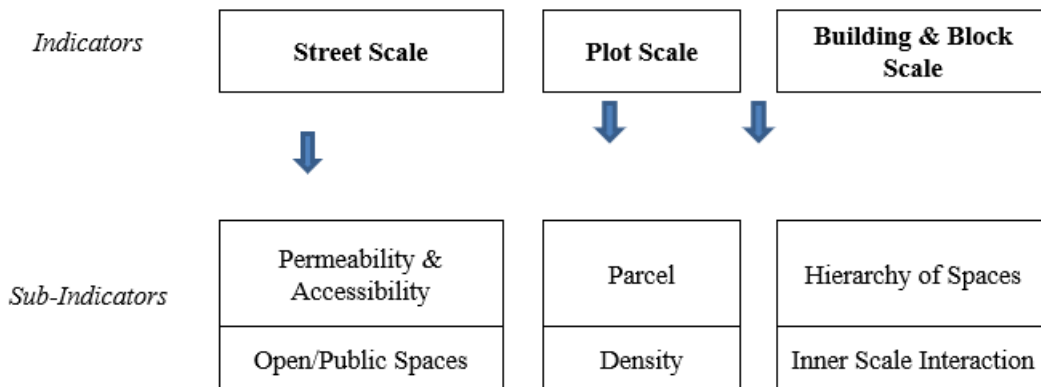 Indicators
Street Scale
Plot Scale
Building & Block
Scale
Sub-Indicators
Permeability &
Accessibility
Parcel
Hierarchy of Spaces
Open/Public Spaces
Density
Inner Scale Interaction